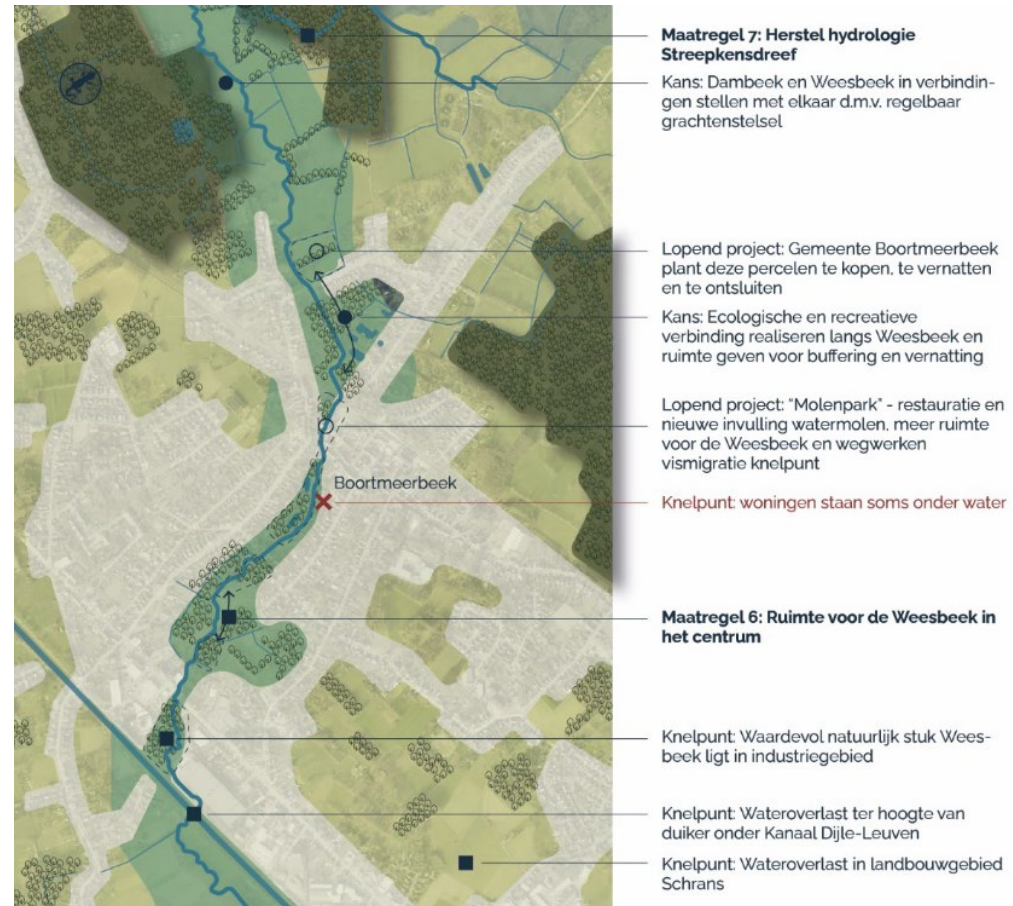 Maatregel 7: Herstel hydrologie
Streepkensdreef
Kans: Dambeek en Weesbeek in verbindin-
gen stellen met elkaar d.m.v. regelbaar
grachtenstelsel
Lopend project: Gemeente Boortmeerbeek
plant deze percelen te kopen, te vernatten
en te ontsluiten
Kans: Ecologische en recreatieve
verbinding realiseren langs Weesbeek en
ruimte geven voor buffering en vernatting
Lopend project: "Molenpark" - restauratie en
nieuwe invulling watermolen, meer ruimte
voor de Weesbeek en wegwerken
vismigratie knelpunt
Boortmeerbeek
Knelpunt: woningen staan soms onder water
Maatregel 6: Ruimte voor de Weesbeek in
het centrum
Knelpunt: Waardevol natuurlijk stuk Wees-
beek ligt in industriegebied
Knelpunt: Wateroverlast ter hoogte van
duiker onder Kanaal Dijle-Leuven
Knelpunt: Wateroverlast in landbouwgebied
Schrans